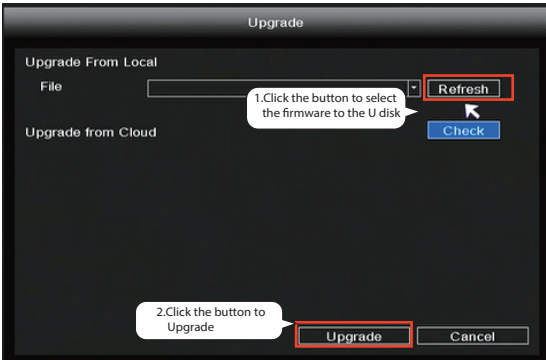 Upgrade
Upgrade From Local
File
Refresh
1.Click the button to select
the firmware to the U disk
Upgrade from Cloud
Check
2.Click the button to
Upgrade
Upgrade
Cancel